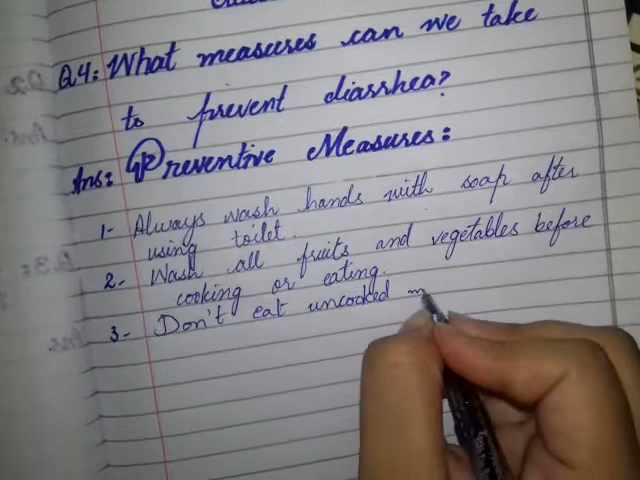 Q4: What measures can we take
to prevent diarrhea?
Ans: Preventive Measures:
1- Always wash hands with soap after
using toilet.
2. Wash all fruits and vegetables before
cooking or eating.
3- Don't eat uncooked m